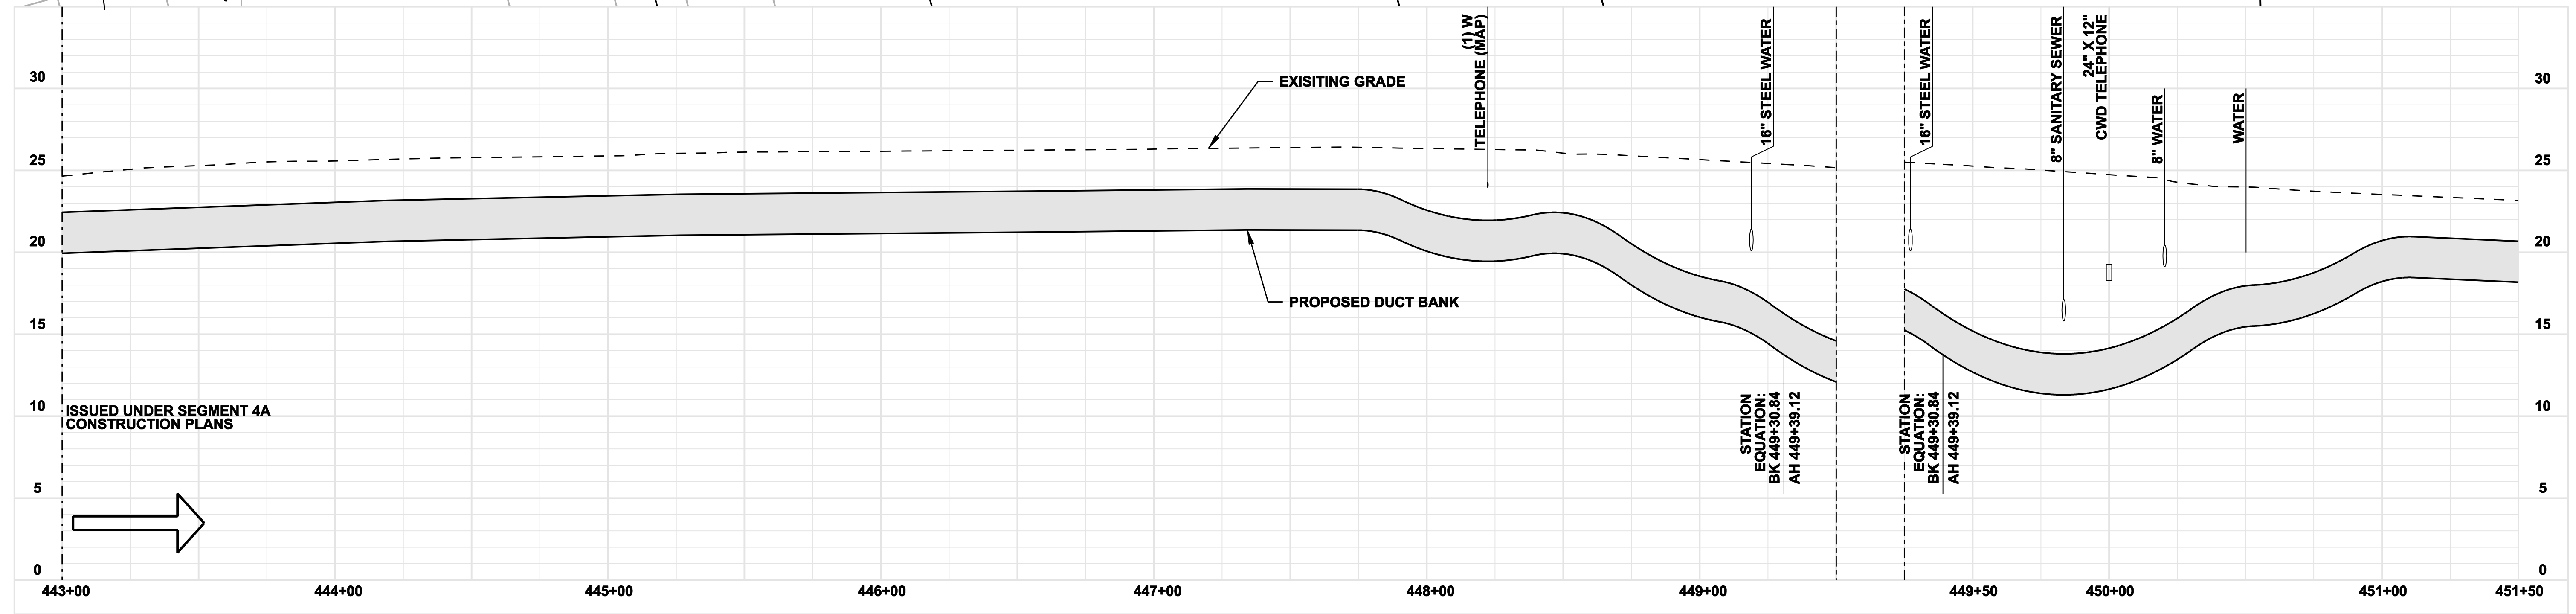 (1) W
TELEPHONE (MAP)
16" STEEL WATER
16" STEEL WATER
8" SANITARY SEWER
24" X 12"
CWD TELEPHONE
8" WATER
WATER
EXISITING GRADE
PROPOSED DUCT BANK
30
25
20
15
10
5
0
30
25
20
15
10
5
0
ISSUED UNDER SEGMENT 4A
CONSTRUCTION PLANS
STATION
EQUATION:
BK 449+30.84
AH 449+39.12
STATION
EQUATION:
BK 449+30.84
AH 449+39.12
443+00
444+00
445+00
446+00
447+00
448+00
449+00
449+50
450+00
451+00
451+50